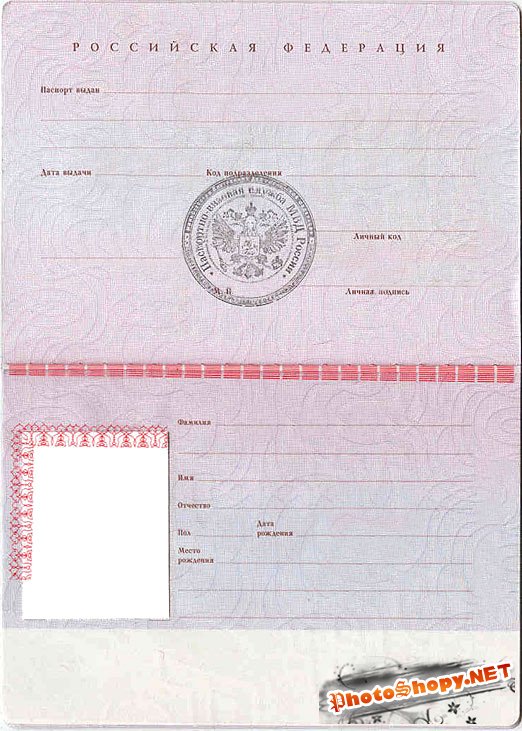 РОССИЙСКАЯ ФЕДЕРАЦИЯ
Паспорт выдан
Дата выдачи
Код подразделения
Паспортно-визовая служба МВД России
Личный код
М. П.
Личная подпись
Фамилия
Имя
Отчество
Пол
Дата
рождения
Место
рождения
PhotoShopy.NET